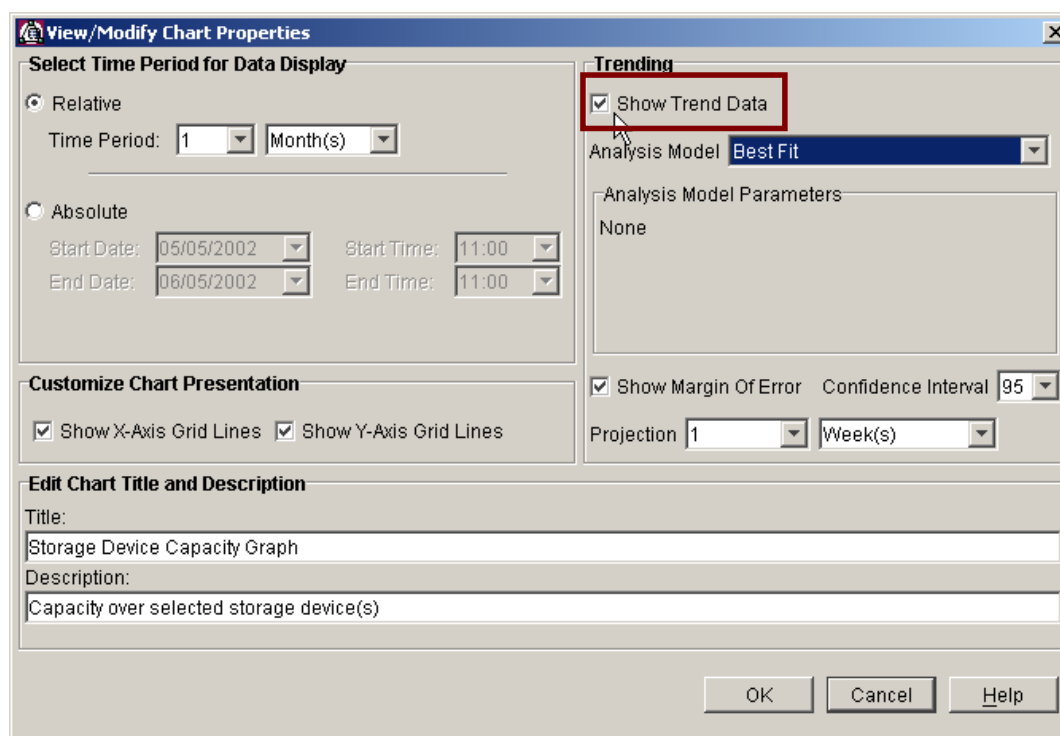 View/Modify Chart Properties
Select Time Period for Data Display
Relative
Time Period: 1 Month(s)
Absolute
Start Date: 05/05/2002 Start Time: 11:00
End Date: 06/05/2002 End Time: 11:00
Trending
Show Trend Data
Analysis Model Best Fit
Analysis Model Parameters
None
Show Margin Of Error Confidence Interval 95
Projection 1 Week(s)
Customize Chart Presentation
Show X-Axis Grid Lines Show Y-Axis Grid Lines
Edit Chart Title and Description
Title:
Storage Device Capacity Graph
Description:
Capacity over selected storage device(s)
OK Cancel Help